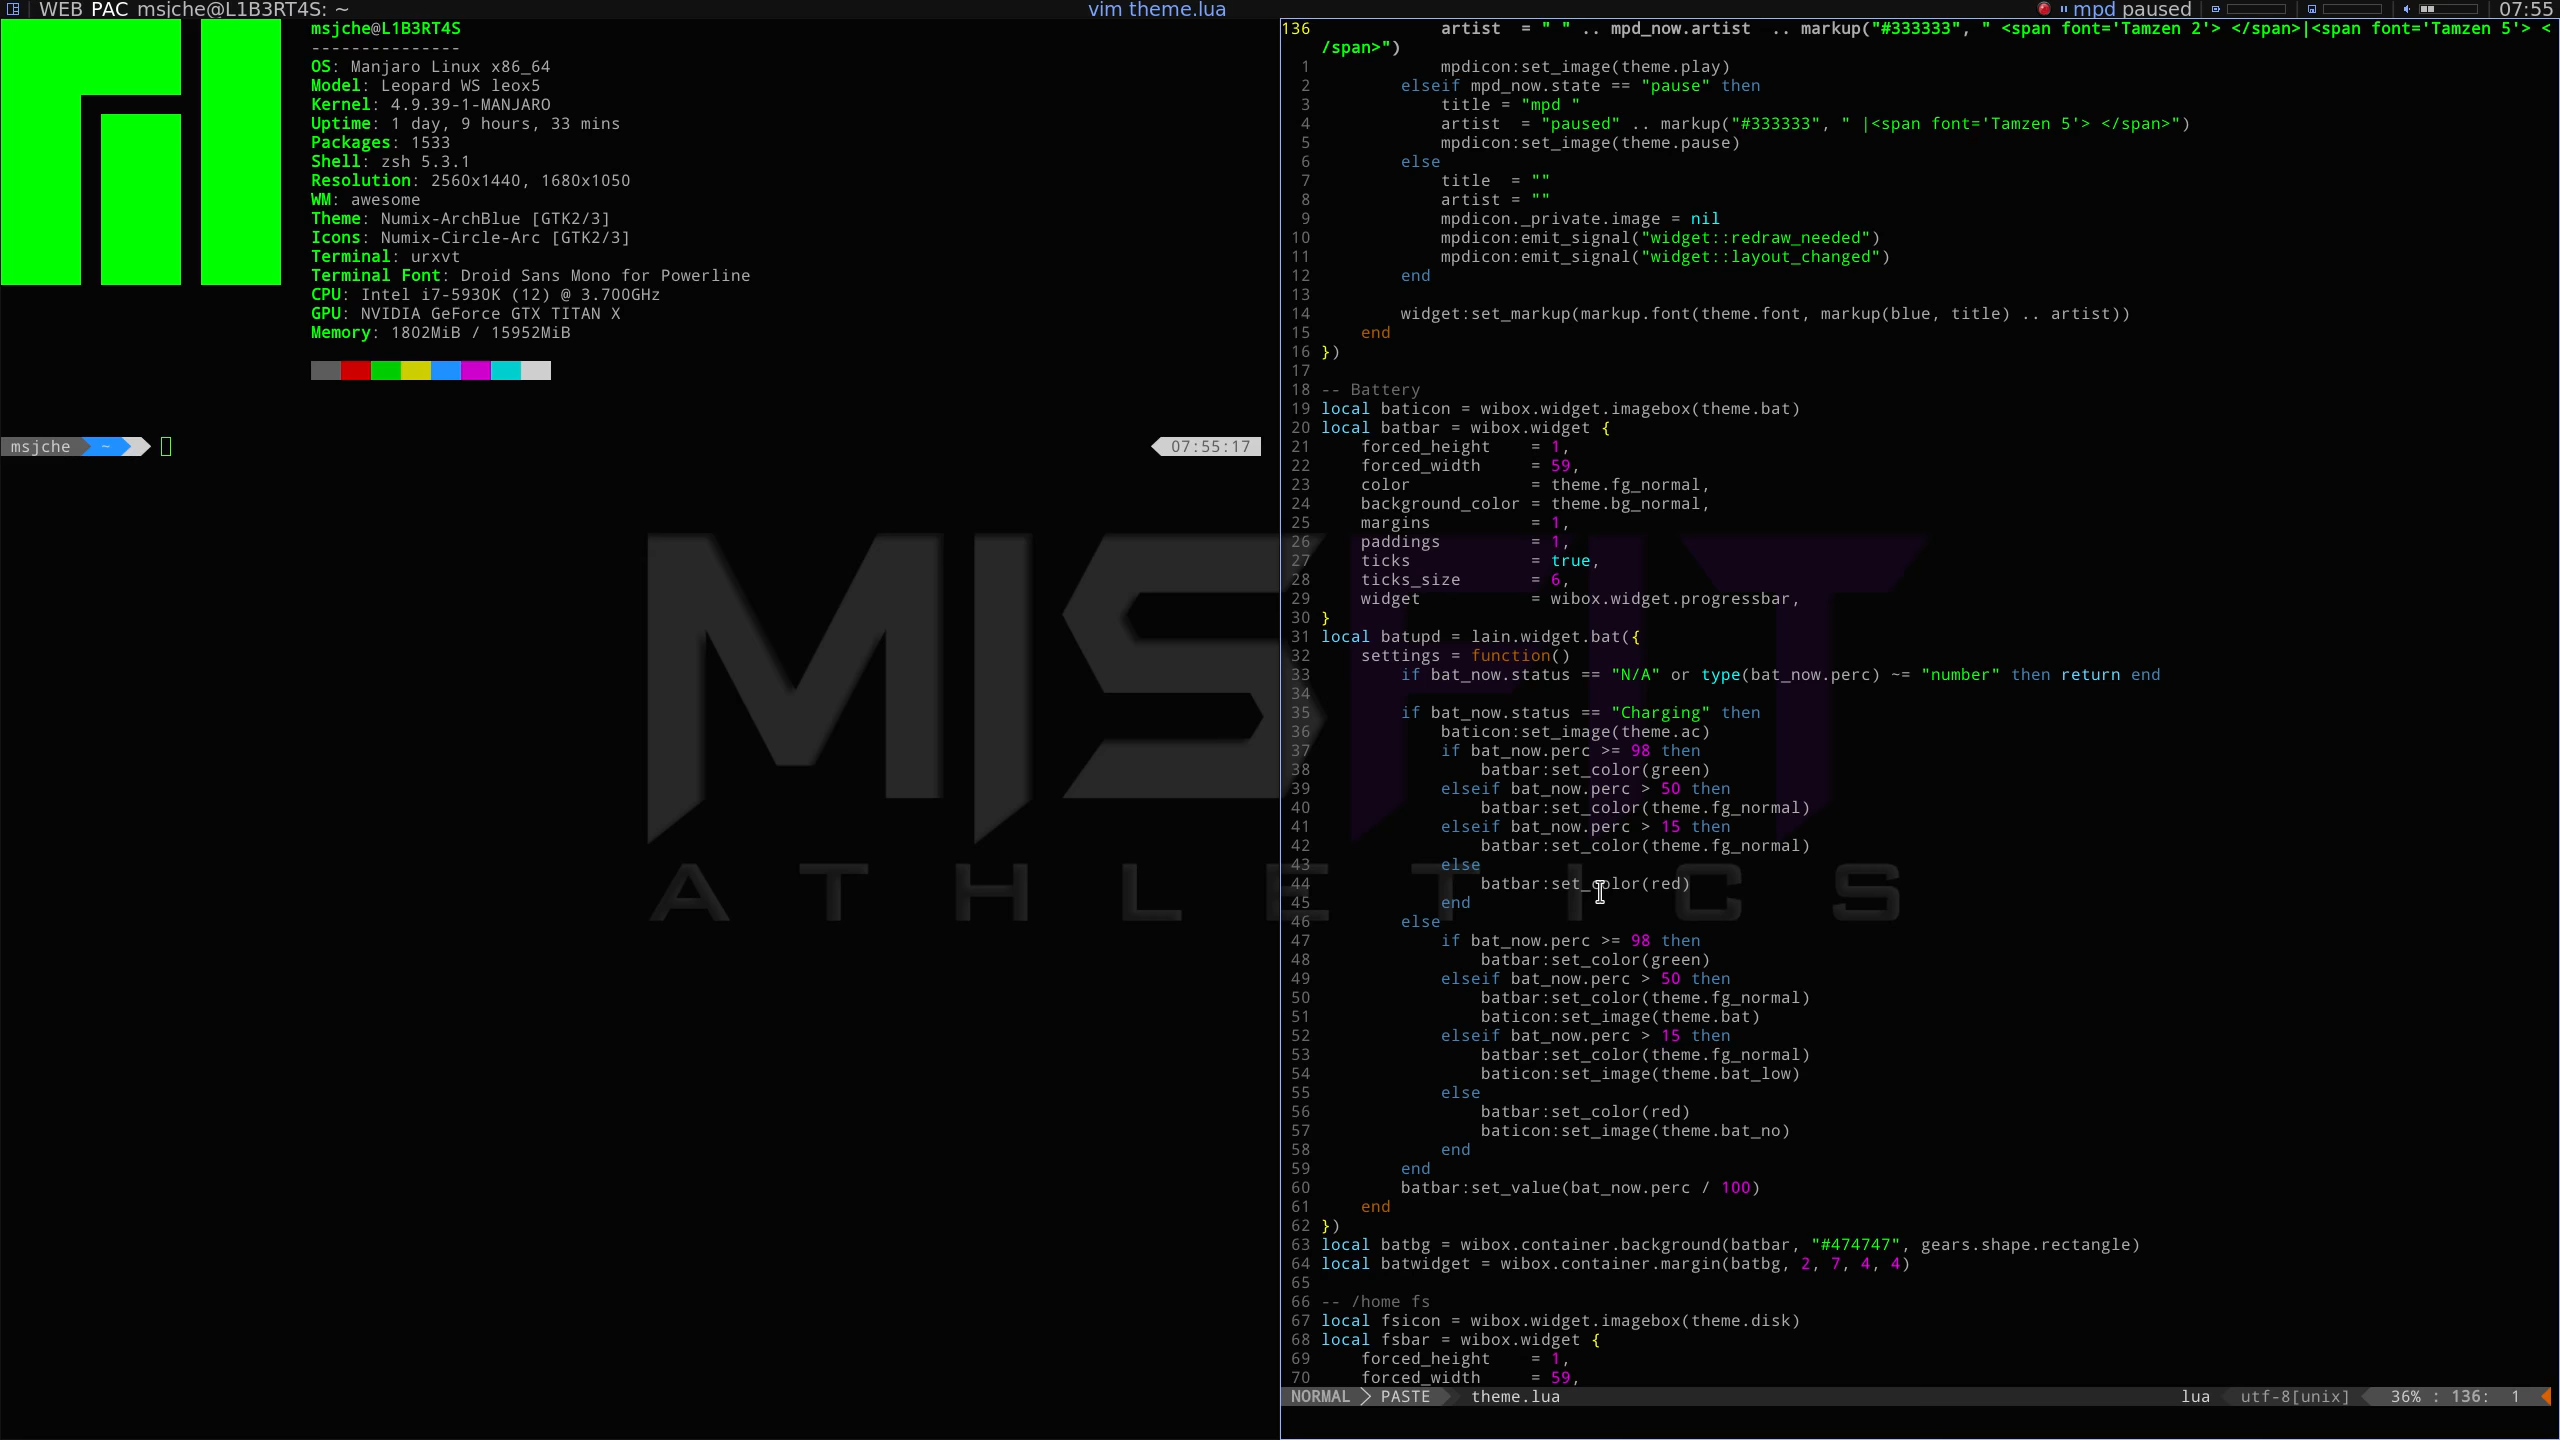 WEB PAC msjche@L1B3RT4S: ~
vim theme.lua
mpd paused | 07:55
msjche@L1B3RT4S
---------------
OS: Manjaro Linux x86_64
Model: Leopard WS leox5
Kernel: 4.9.39-1-MANJARO
Uptime: 1 day, 9 hours, 33 mins
Packages: 1533
Shell: zsh 5.3.1
Resolution: 2560x1440, 1680x1050
WM: awesome
Theme: Numix-ArchBlue [GTK2/3]
Icons: Numix-Circle-Arc [GTK2/3]
Terminal: urxvt
Terminal Font: Droid Sans Mono for Powerline
CPU: Intel i7-5930K (12) @ 3.700GHz
GPU: NVIDIA GeForce GTX TITAN X
Memory: 1802MiB / 15952MiB
msjche ~ 07:55:17
MISFIT
ATHLETICS
136 artist  = " " .. mpd_now.artist  .. markup("#333333", " <span font='Tamzen 2'> </span>|<span font='Tamzen 5'> <
/span>")
1 mpdicon:set_image(theme.play)
2 elseif mpd_now.state == "pause" then
3 title = "mpd "
4 artist  = "paused" .. markup("#333333", " |<span font='Tamzen 5'> </span>")
5 mpdicon:set_image(theme.pause)
6 else
7 title  = ""
8 artist = ""
9 mpdicon._private.image = nil
10 mpdicon:emit_signal("widget::redraw_needed")
11 mpdicon:emit_signal("widget::layout_changed")
12 end
13
14 widget:set_markup(markup.font(theme.font, markup(blue, title) .. artist))
15 end
16 })
17
18 -- Battery
19 local baticon = wibox.widget.imagebox(theme.bat)
20 local batbar = wibox.widget {
21 forced_height    = 1,
22 forced_width     = 59,
23 color            = theme.fg_normal,
24 background_color = theme.bg_normal,
25 margins          = 1,
26 paddings         = 1,
27 ticks            = true,
28 ticks_size       = 6,
29 widget           = wibox.widget.progressbar,
30 }
31 local batupd = lain.widget.bat({
32 settings = function()
33 if bat_now.status == "N/A" or type(bat_now.perc) ~= "number" then return end
34
35 if bat_now.status == "Charging" then
36 baticon:set_image(theme.ac)
37 if bat_now.perc >= 98 then
38 batbar:set_color(green)
39 elseif bat_now.perc > 50 then
40 batbar:set_color(theme.fg_normal)
41 elseif bat_now.perc > 15 then
42 batbar:set_color(theme.fg_normal)
43 else
44 batbar:set_color(red)
45 end
46 else
47 if bat_now.perc >= 98 then
48 batbar:set_color(green)
49 elseif bat_now.perc > 50 then
50 batbar:set_color(theme.fg_normal)
51 baticon:set_image(theme.bat)
52 elseif bat_now.perc > 15 then
53 batbar:set_color(theme.fg_normal)
54 baticon:set_image(theme.bat_low)
55 else
56 batbar:set_color(red)
57 baticon:set_image(theme.bat_no)
58 end
59 end
60 batbar:set_value(bat_now.perc / 100)
61 end
62 })
63 local batbg = wibox.container.background(batbar, "#474747", gears.shape.rectangle)
64 local batwidget = wibox.container.margin(batbg, 2, 7, 4, 4)
65
66 -- /home fs
67 local fsicon = wibox.widget.imagebox(theme.disk)
68 local fsbar = wibox.widget {
69 forced_height    = 1,
70 forced_width     = 59,
NORMAL PASTE theme.lua lua utf-8[unix] 36% : 136: 1